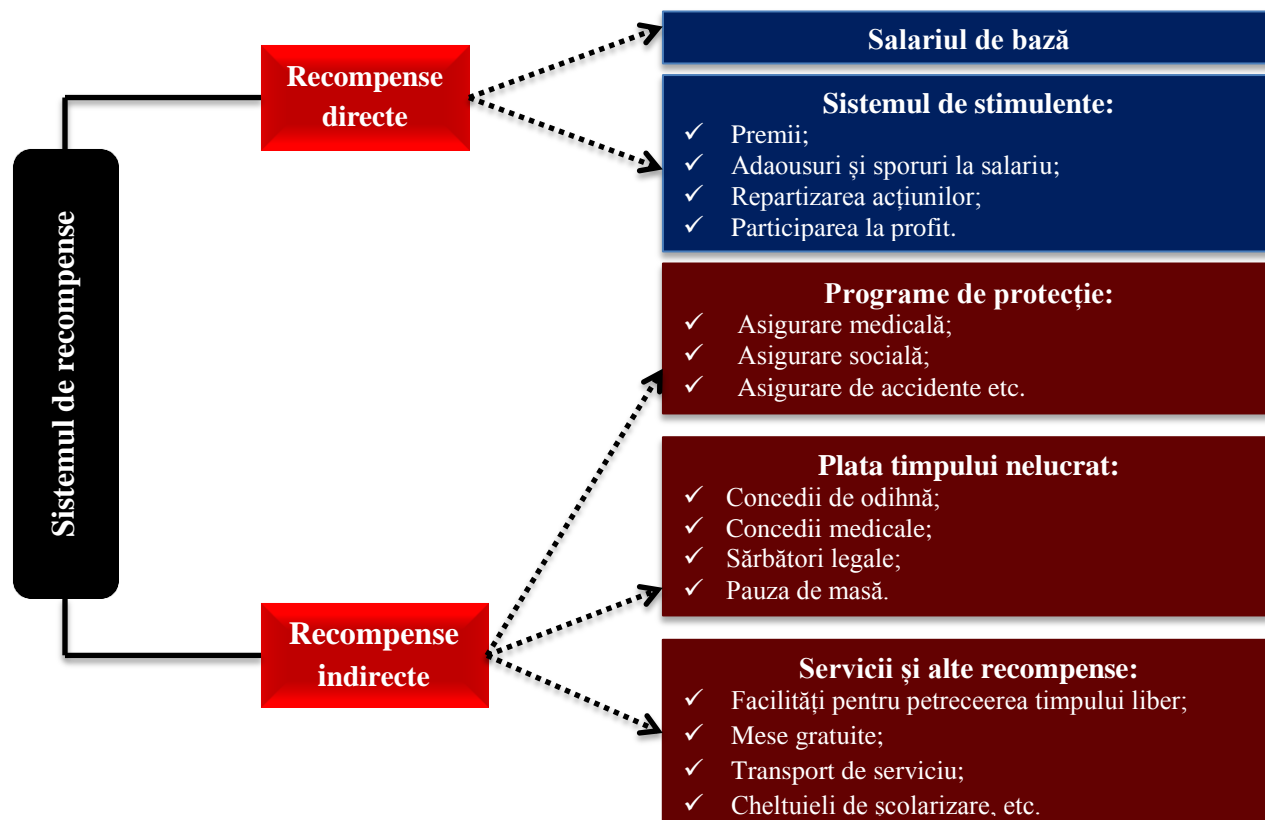 Sistemul de recompense
Recompense
directe
Salariul de bază
Sistemul de stimulente:
✓ Premii;
✓ Adaousuri și sporuri la salariu;
✓ Repartizarea acțiunilor;
✓ Participarea la profit.
Programe de protecție:
✓ Asigurare medicală;
✓ Asigurare socială;
✓ Asigurare de accidente etc.
Plata timpului nelucrat:
✓ Concedii de odihnă;
✓ Concedii medicale;
✓ Sărbători legale;
✓ Pauza de masă.
Recompense
indirecte
Servicii și alte recompense:
✓ Facilități pentru petreceerea timpului liber;
✓ Mese gratuite;
✓ Transport de serviciu;
✓ Cheltuieli de școlarizare, etc.